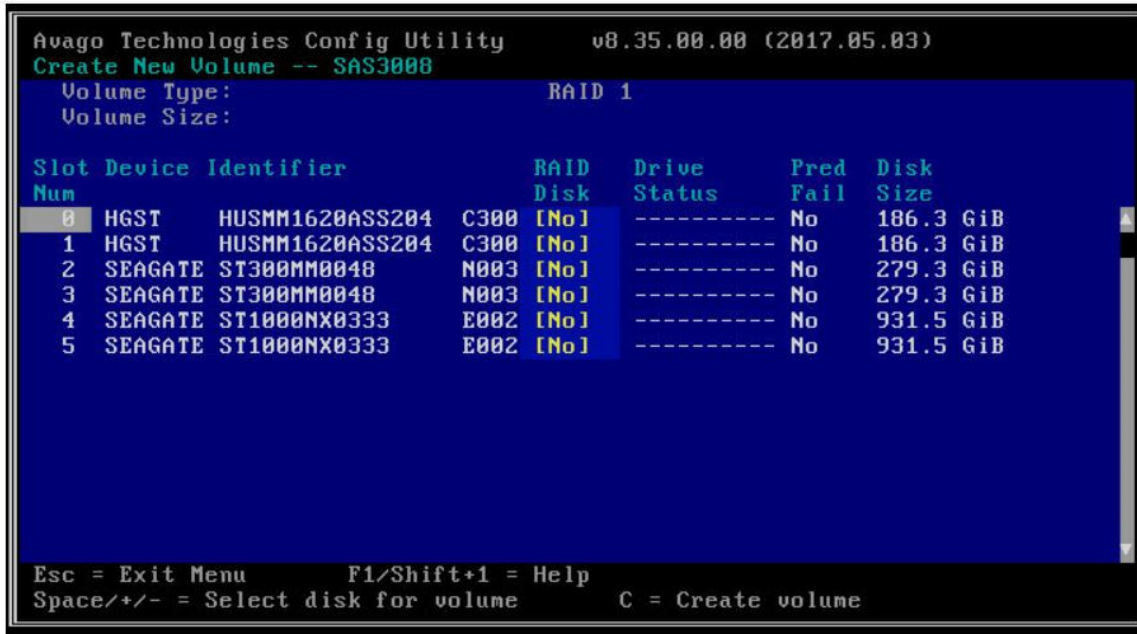 Avago Technologies Config Utility v8.35.00.00 (2017.05.03)
Create New Volume -- SAS3008
Volume Type: RAID 1
Volume Size:
Slot Device Identifier RAID Drive Pred Disk
Num Disk Status Fail Size
0 HGST HUSMM1620ASS204 C300 [No] ---------- No 186.3 GiB
1 HGST HUSMM1620ASS204 C300 [No] ---------- No 186.3 GiB
2 SEAGATE ST300MM0048 N003 [No] ---------- No 279.3 GiB
3 SEAGATE ST300MM0048 N003 [No] ---------- No 279.3 GiB
4 SEAGATE ST1000NX0333 E002 [No] ---------- No 931.5 GiB
5 SEAGATE ST1000NX0333 E002 [No] ---------- No 931.5 GiB
Esc = Exit Menu F1/Shift+1 = Help
Space/+/- = Select disk for volume C = Create volume